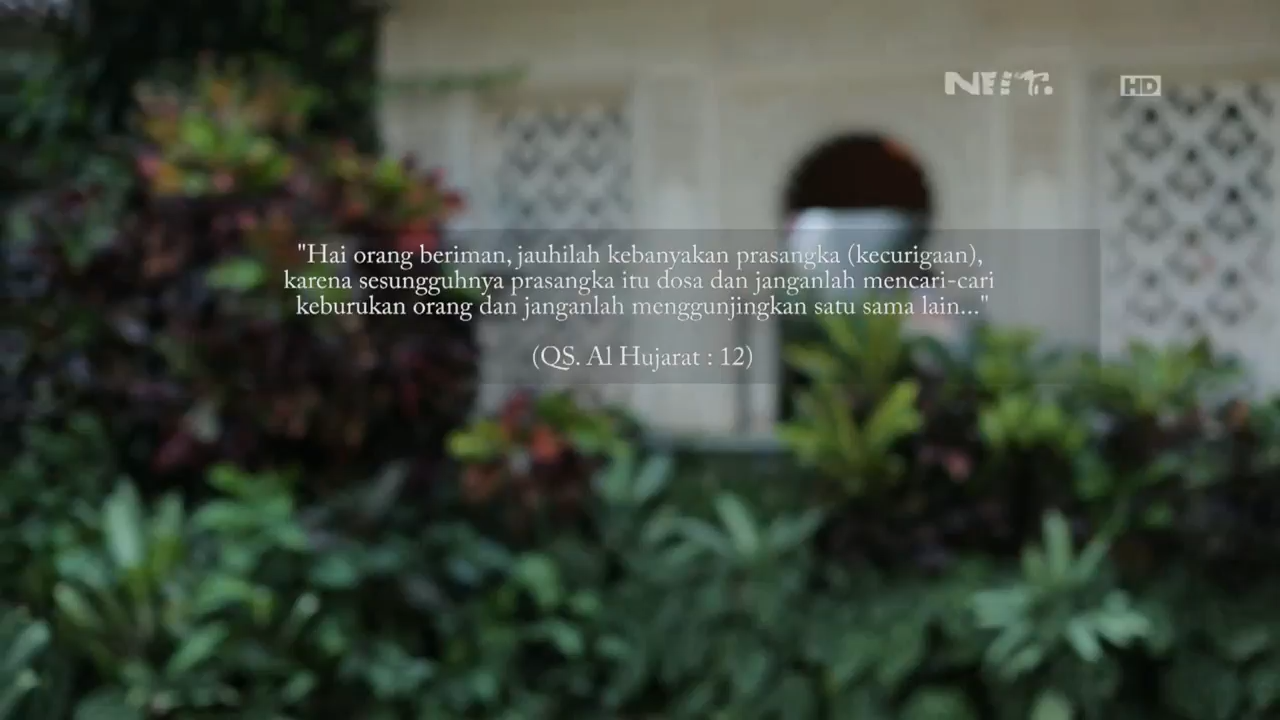 HD
"Hai orang beriman, jauhilah kebanyakan prasangka (kecurigaan),
karena sesungguhnya prasangka itu dosa dan janganlah mencari-cari
keburukan orang dan janganlah menggunjingkan satu sama lain..."
(QS. Al Hujarat : 12)